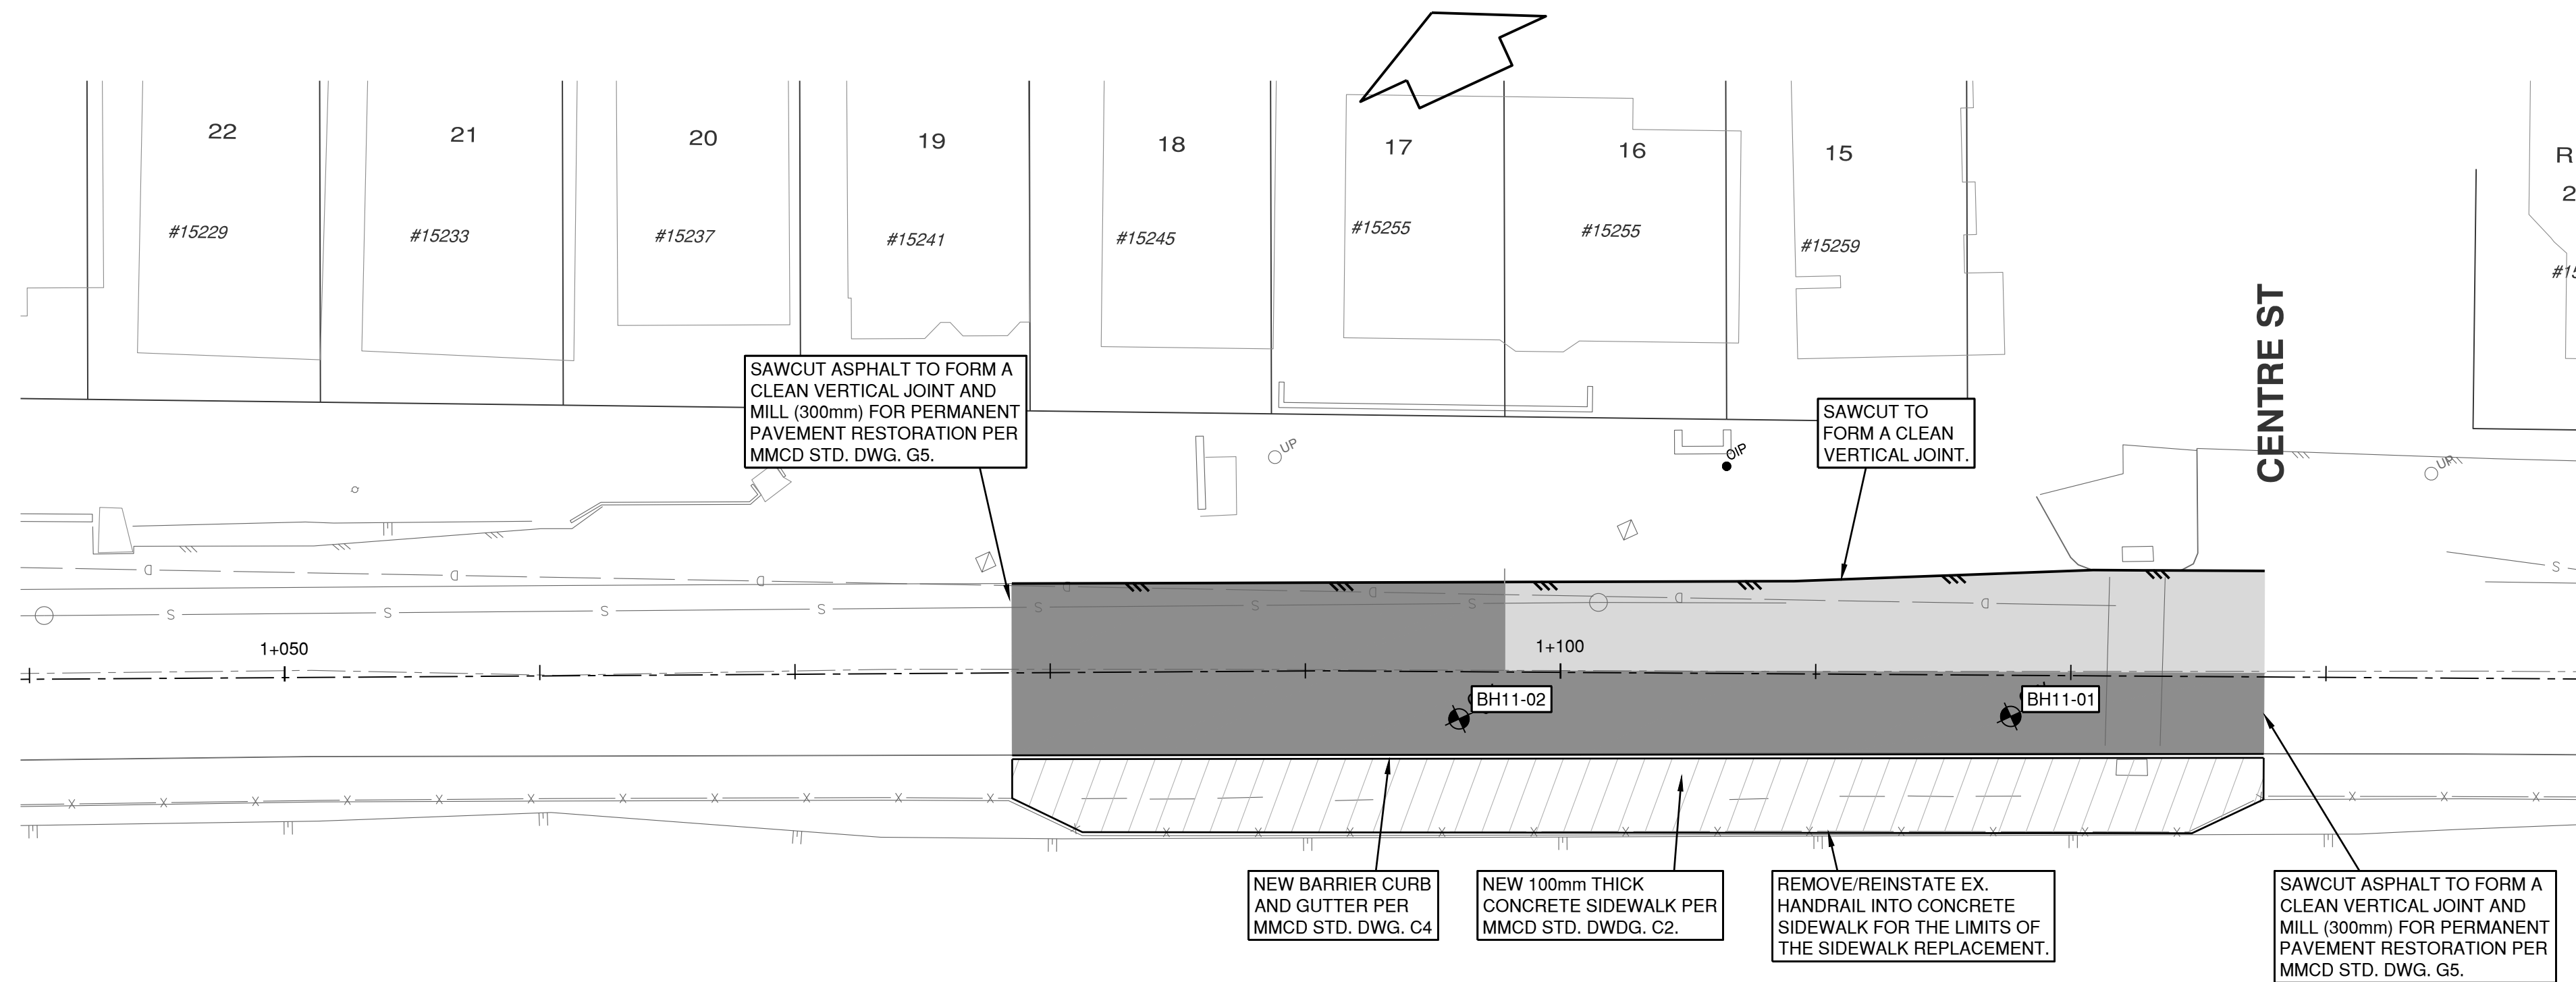 22
21
20
19
18
17
16
15
R
2
#15229
#15233
#15237
#15241
#15245
#15255
#15255
#15259
#15
CENTRE ST
SAWCUT ASPHALT TO FORM A
CLEAN VERTICAL JOINT AND
MILL (300mm) FOR PERMANENT
PAVEMENT RESTORATION PER
MMCD STD. DWG. G5.
SAWCUT TO
FORM A CLEAN
VERTICAL JOINT.
UP
OIP
UP
D D D D D D D
S S S S S S S S
1+050
1+100
BH11-02
BH11-01
NEW BARRIER CURB
AND GUTTER PER
MMCD STD. DWG. C4
NEW 100mm THICK
CONCRETE SIDEWALK PER
MMCD STD. DWDG. C2.
REMOVE/REINSTATE EX.
HANDRAIL INTO CONCRETE
SIDEWALK FOR THE LIMITS OF
THE SIDEWALK REPLACEMENT.
SAWCUT ASPHALT TO FORM A
CLEAN VERTICAL JOINT AND
MILL (300mm) FOR PERMANENT
PAVEMENT RESTORATION PER
MMCD STD. DWG. G5.